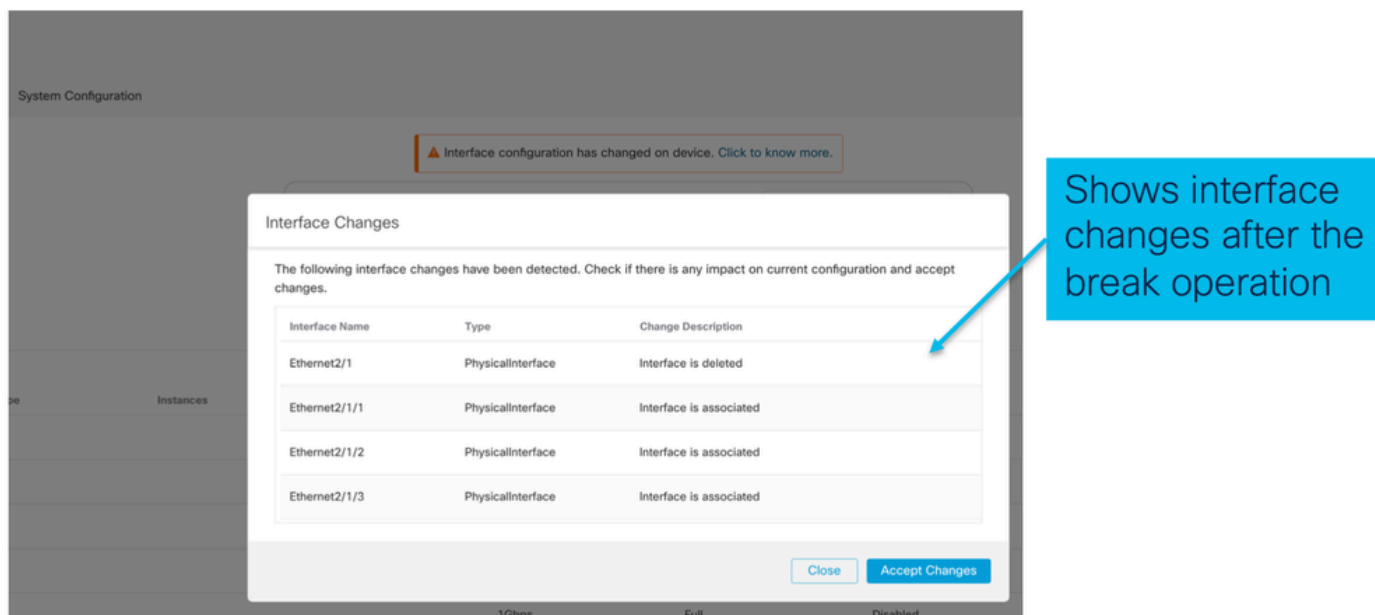 System Configuration
Interface configuration has changed on device. Click to know more.
Interface Changes
The following interface changes have been detected. Check if there is any impact on current configuration and accept
changes.
Interface Name Type Change Description
Ethernet2/1 PhysicalInterface Interface is deleted
Ethernet2/1/1 PhysicalInterface Interface is associated
Ethernet2/1/2 PhysicalInterface Interface is associated
Ethernet2/1/3 PhysicalInterface Interface is associated
Close Accept Changes
Instances
1Gbps Full Disabled
Shows interface
changes after the
break operation